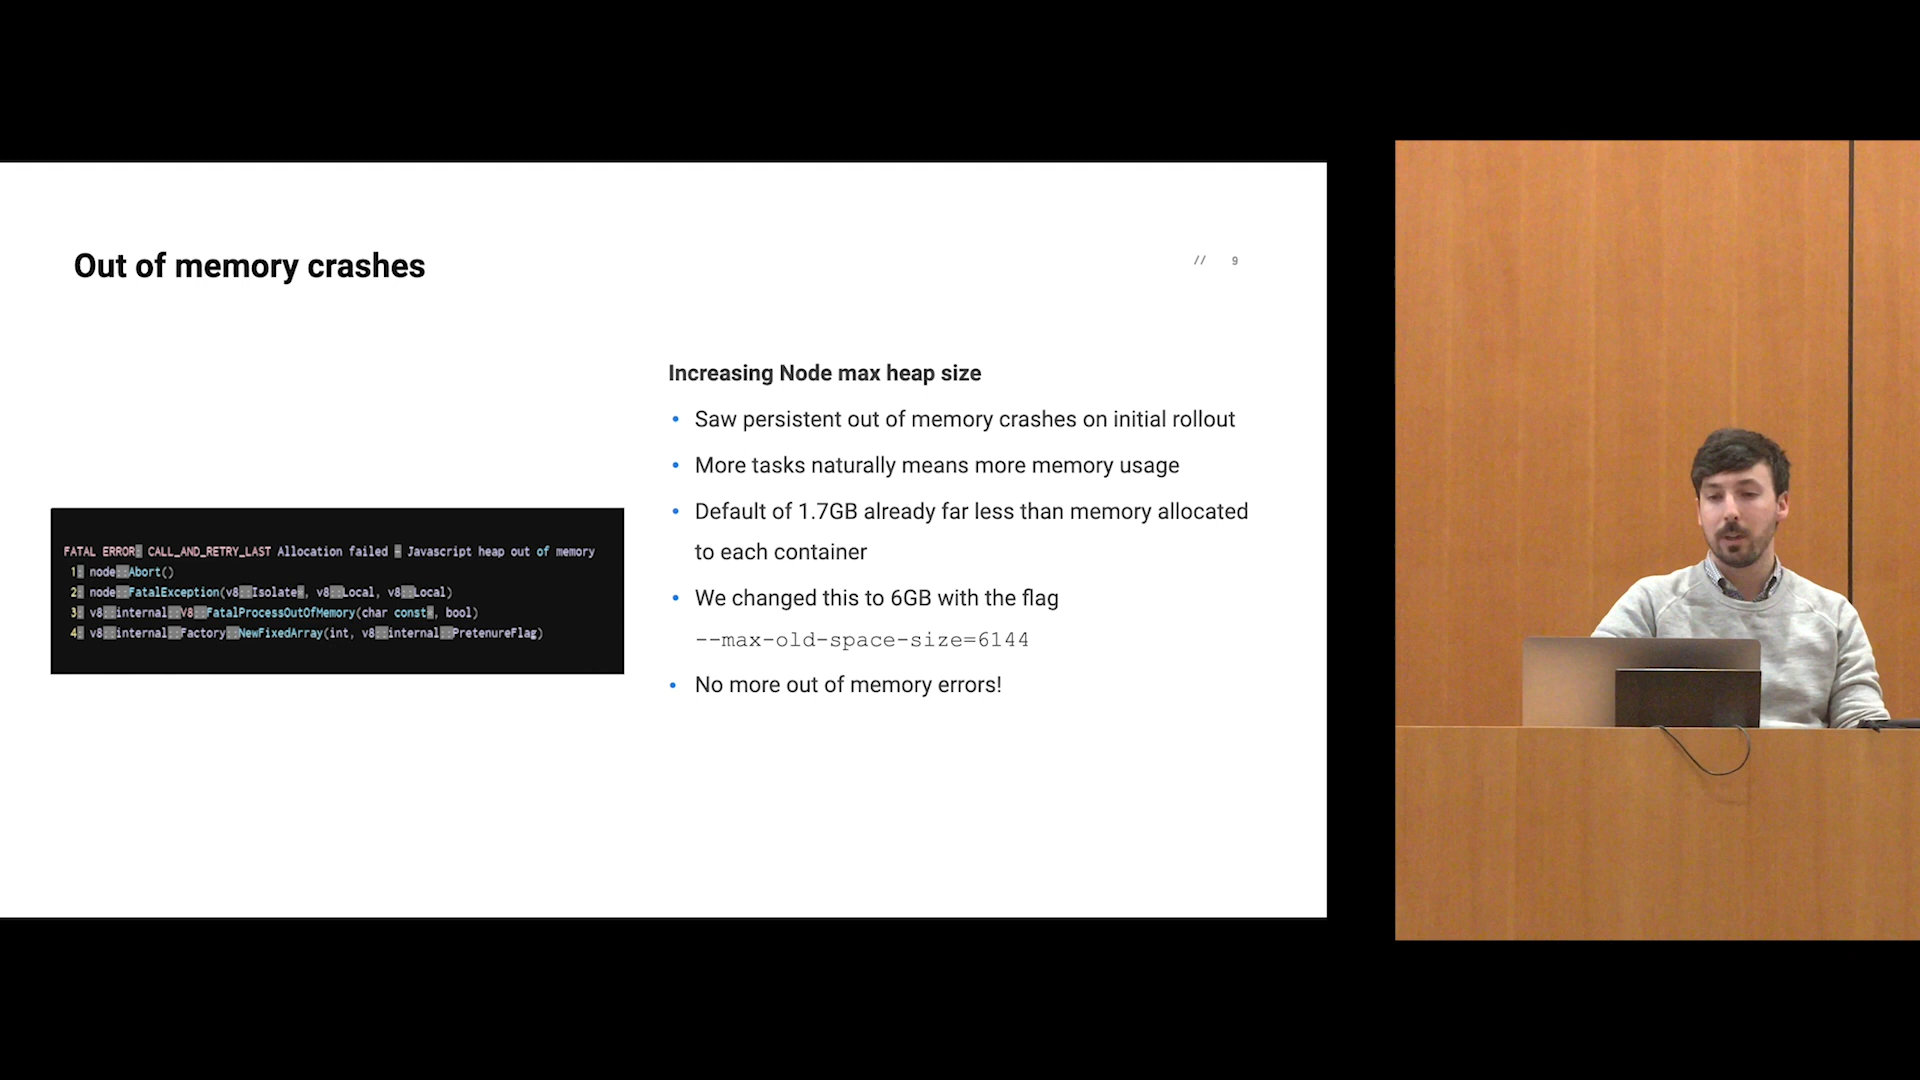 Out of memory crashes
// 9
FATAL ERROR: CALL_AND_RETRY_LAST Allocation failed - Javascript heap out of memory
1: node::Abort()
2: node::FatalException(v8::Isolate*, v8::Local, v8::Local)
3: v8::internal::V8::FatalProcessOutOfMemory(char const*, bool)
4: v8::internal::Factory::NewFixedArray(int, v8::internal::PretenureFlag)
Increasing Node max heap size
• Saw persistent out of memory crashes on initial rollout
• More tasks naturally means more memory usage
• Default of 1.7GB already far less than memory allocated
to each container
• We changed this to 6GB with the flag
--max-old-space-size=6144
• No more out of memory errors!